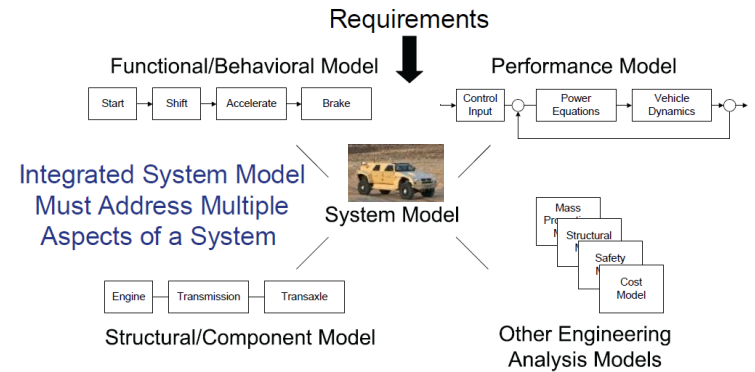 Requirements
Functional/Behavioral Model
Start
Shift
Accelerate
Brake
Performance Model
Control
Input
Power
Equations
Vehicle
Dynamics
Integrated System Model
Must Address Multiple
Aspects of a System
System Model
Mass
Structural
Safety
Cost
Model
Engine
Transmission
Transaxle
Structural/Component Model
Other Engineering
Analysis Models